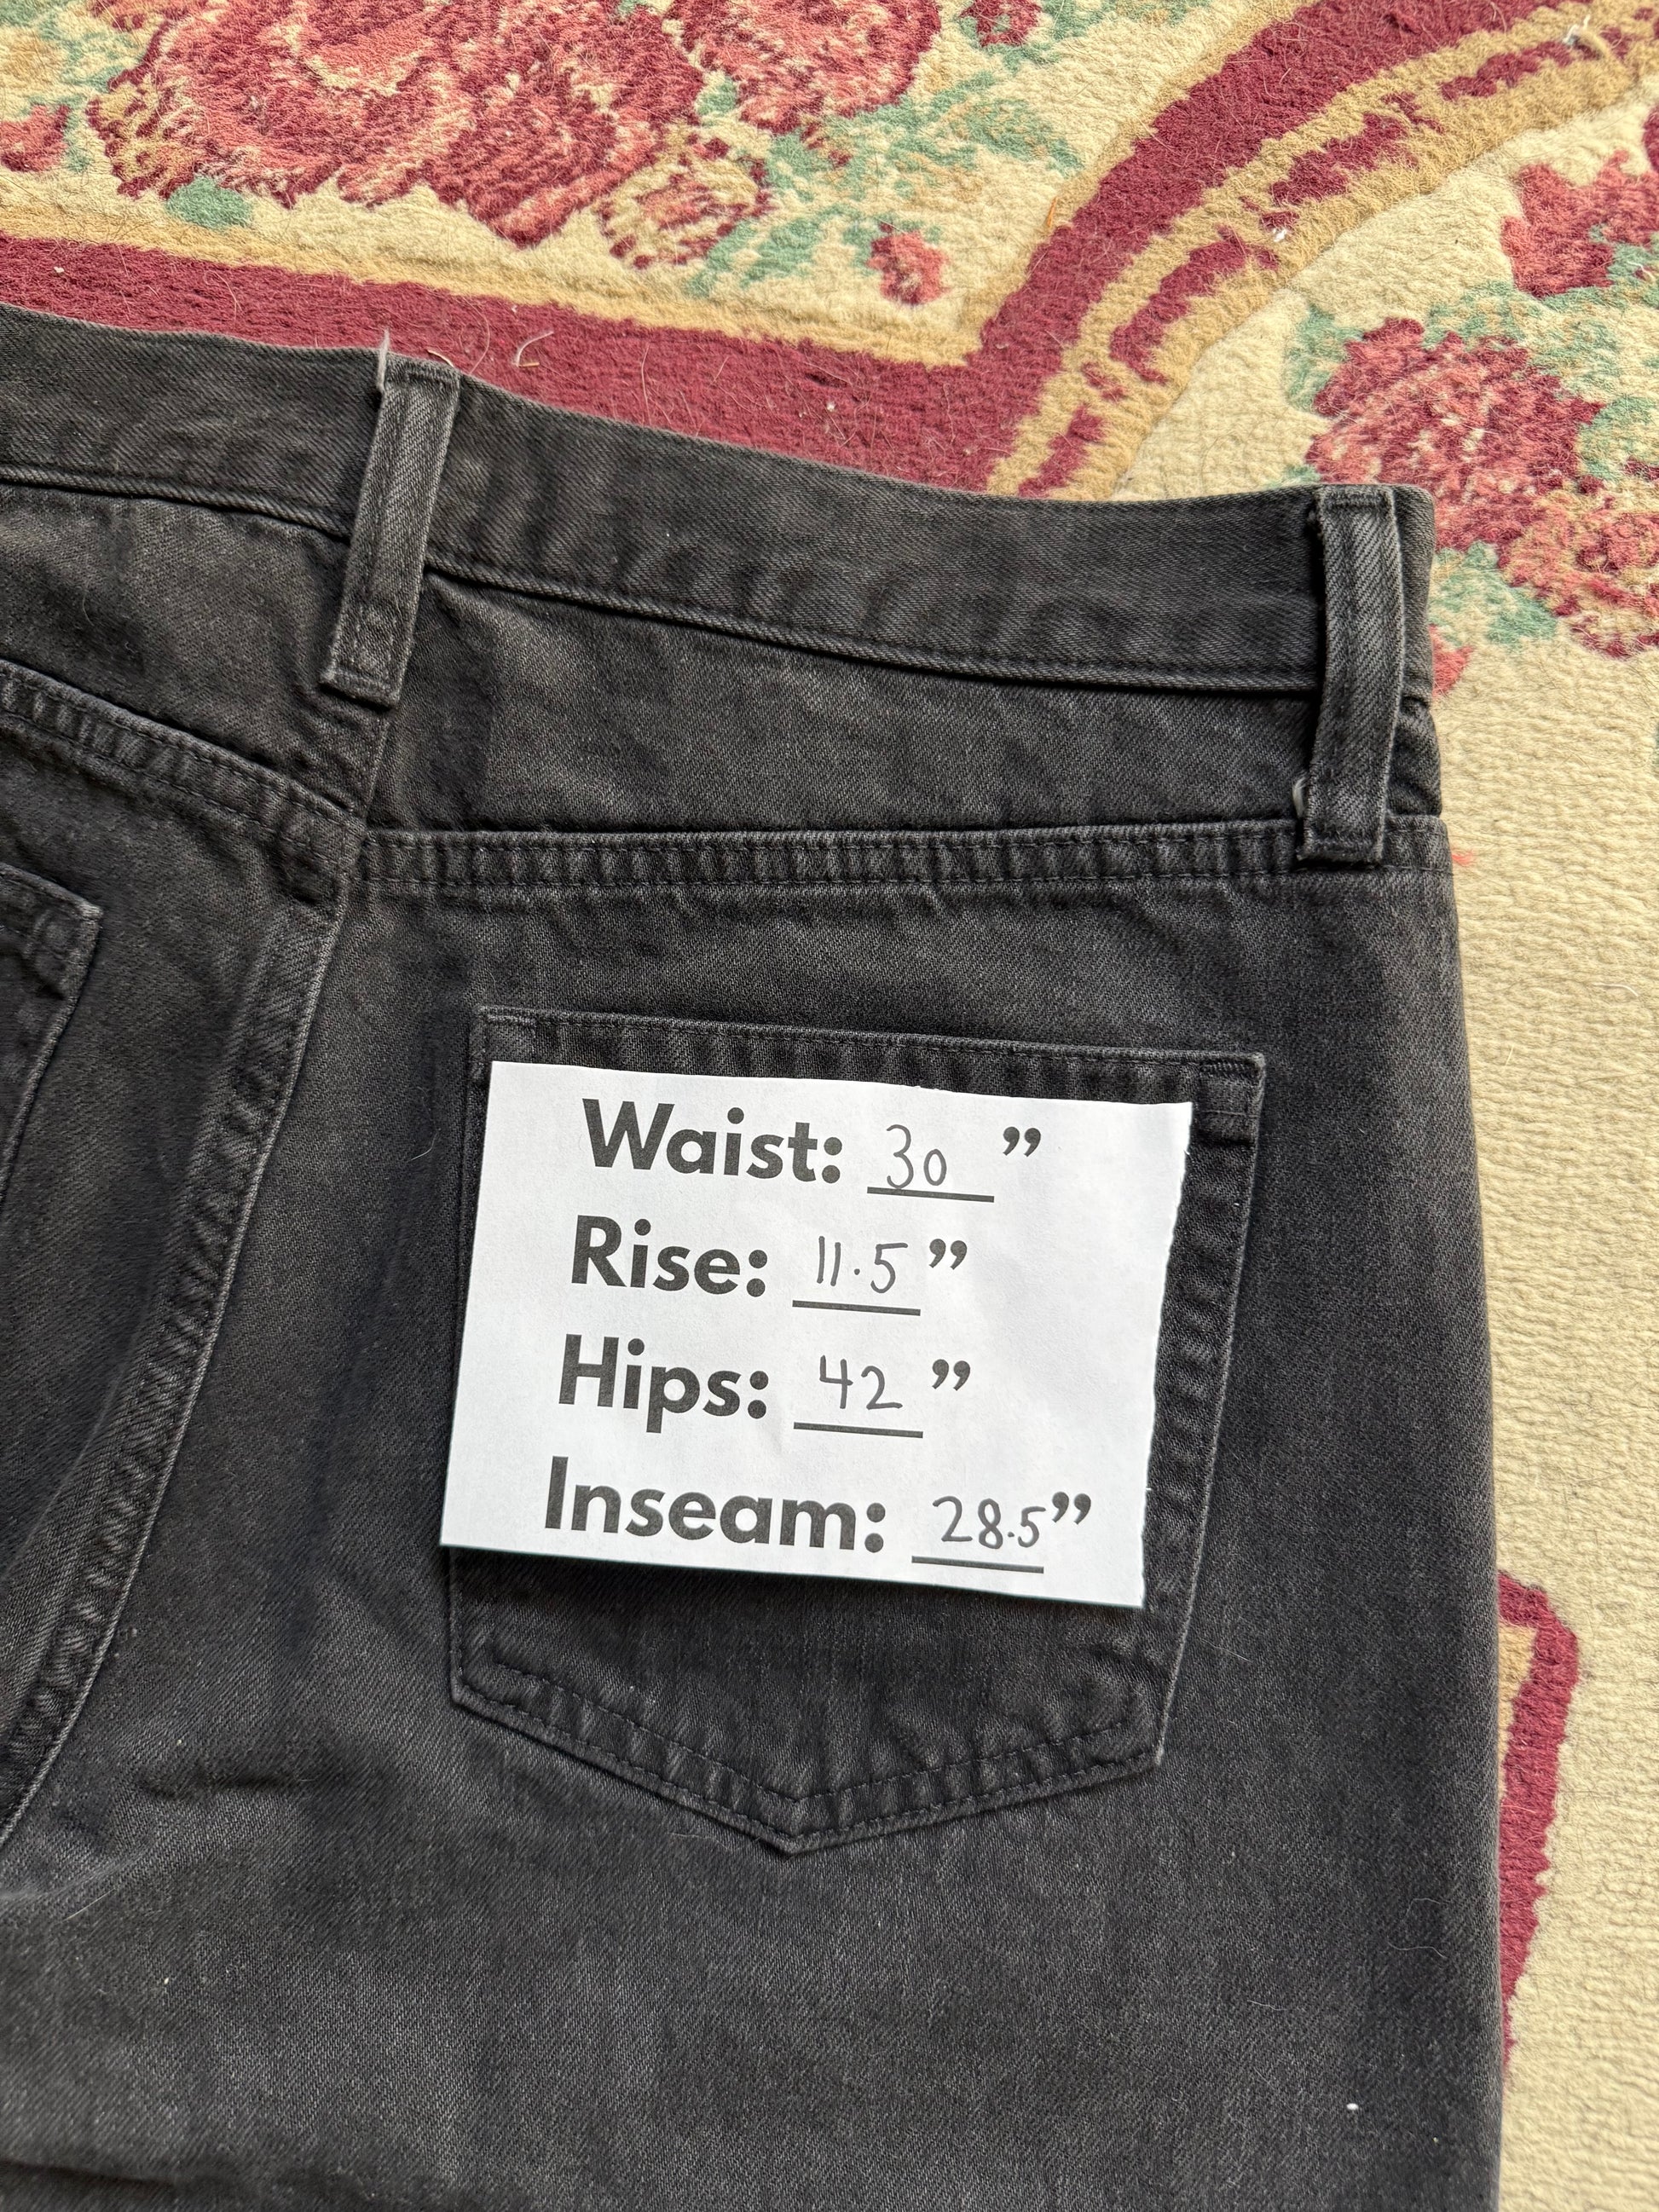 Waist: 30 ”
Rise: 11.5 ”
Hips: 42 ”
Inseam: 28.5 ”